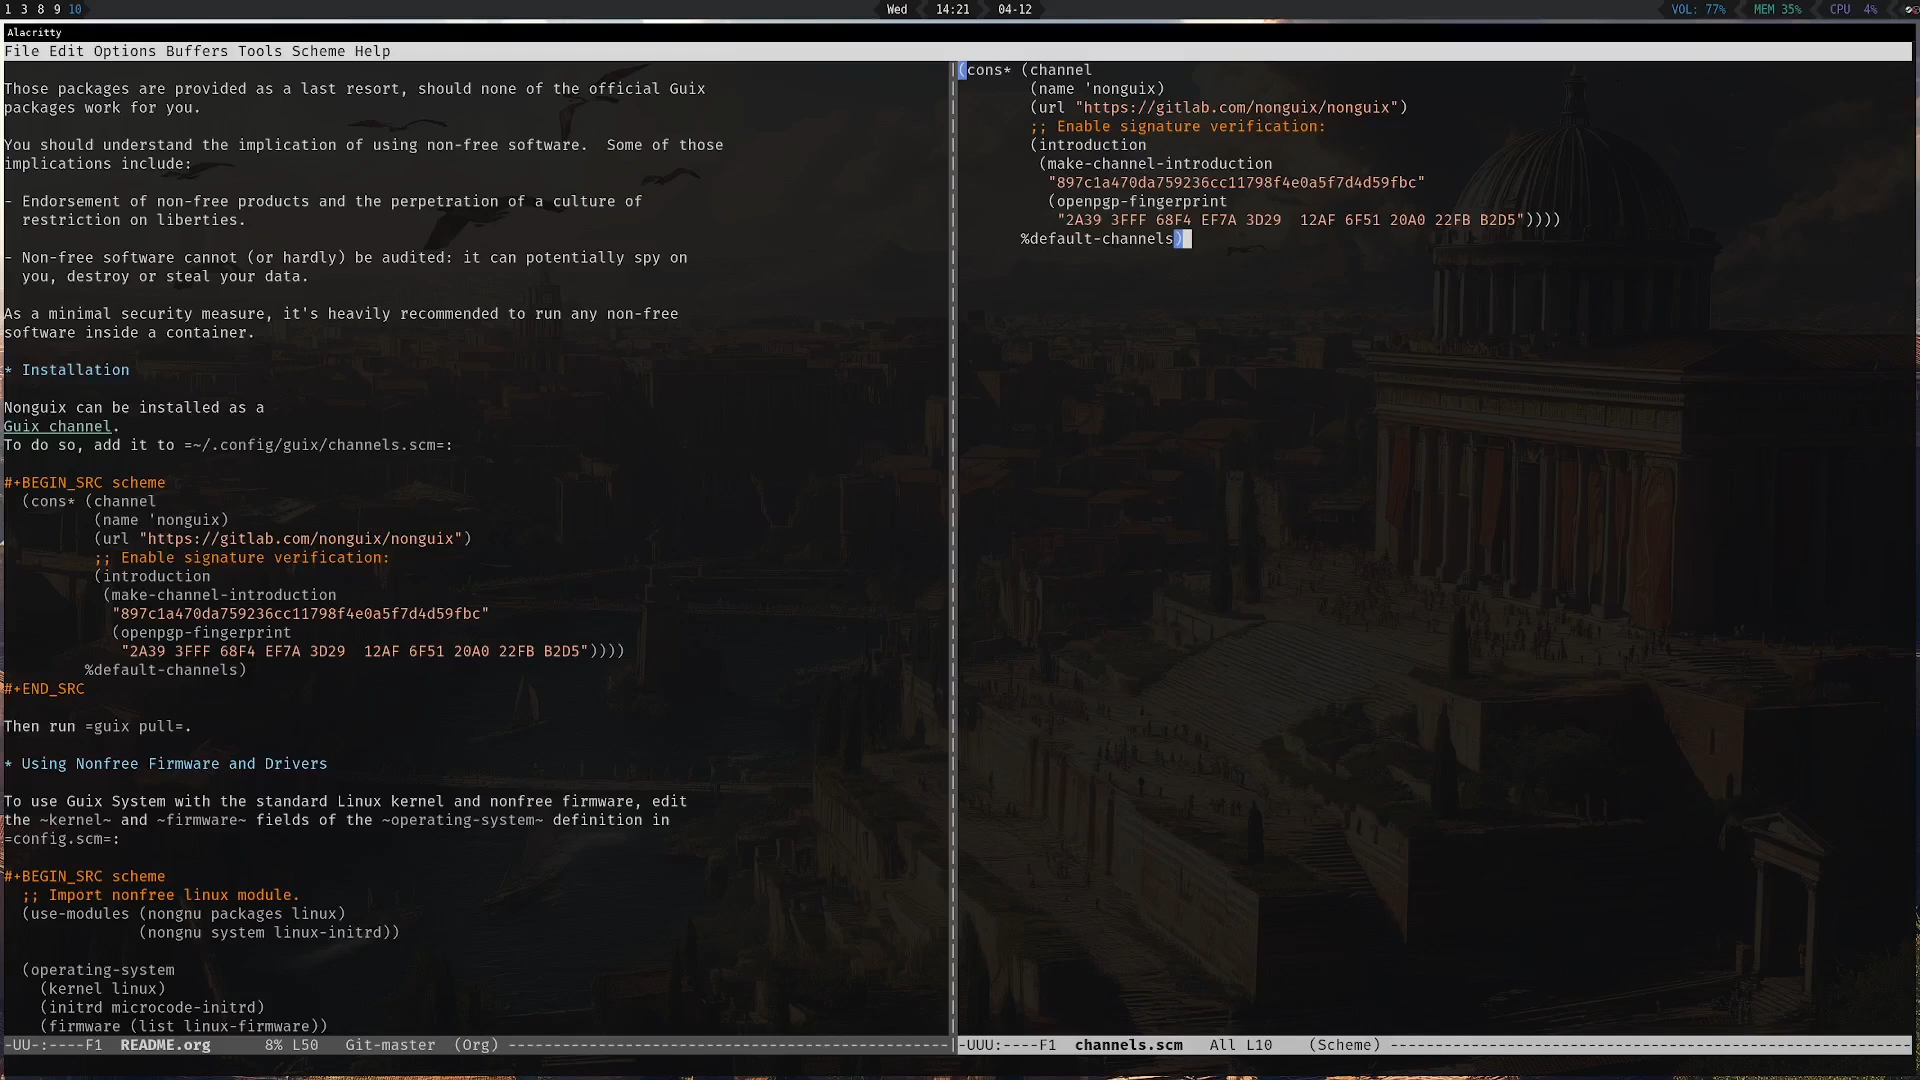 1 3 8 9 10
Wed 14:21 04-12
VOL: 77% MEM 35% CPU 4%
Alacritty
File Edit Options Buffers Tools Scheme Help
Those packages are provided as a last resort, should none of the official Guix
packages work for you.
You should understand the implication of using non-free software.  Some of those
implications include:
- Endorsement of non-free products and the perpetration of a culture of
  restriction on liberties.
- Non-free software cannot (or hardly) be audited: it can potentially spy on
  you, destroy or steal your data.
As a minimal security measure, it's heavily recommended to run any non-free
software inside a container.
* Installation
Nonguix can be installed as a
Guix channel.
To do so, add it to =~/.config/guix/channels.scm=:
#+BEGIN_SRC scheme
  (cons* (channel
          (name 'nonguix)
          (url "https://gitlab.com/nonguix/nonguix")
          ;; Enable signature verification:
          (introduction
           (make-channel-introduction
            "897c1a470da759236cc11798f4e0a5f7d4d59fbc"
            (openpgp-fingerprint
             "2A39 3FFF 68F4 EF7A 3D29  12AF 6F51 20A0 22FB B2D5"))))
         %default-channels)
#+END_SRC
Then run =guix pull=.
* Using Nonfree Firmware and Drivers
To use Guix System with the standard Linux kernel and nonfree firmware, edit
the ~kernel~ and ~firmware~ fields of the ~operating-system~ definition in
=config.scm=:
#+BEGIN_SRC scheme
  ;; Import nonfree linux module.
  (use-modules (nongnu packages linux)
               (nongnu system linux-initrd))
  (operating-system
    (kernel linux)
    (initrd microcode-initrd)
    (firmware (list linux-firmware))
-UU-:----F1  README.org      8% L50   Git-master  (Org) -------------------------------------------------
(cons* (channel
        (name 'nonguix)
        (url "https://gitlab.com/nonguix/nonguix")
        ;; Enable signature verification:
        (introduction
         (make-channel-introduction
          "897c1a470da759236cc11798f4e0a5f7d4d59fbc"
          (openpgp-fingerprint
           "2A39 3FFF 68F4 EF7A 3D29  12AF 6F51 20A0 22FB B2D5"))))
       %default-channels)
-UUU:----F1  channels.scm   All L10    (Scheme) -----------------------------------------------------------